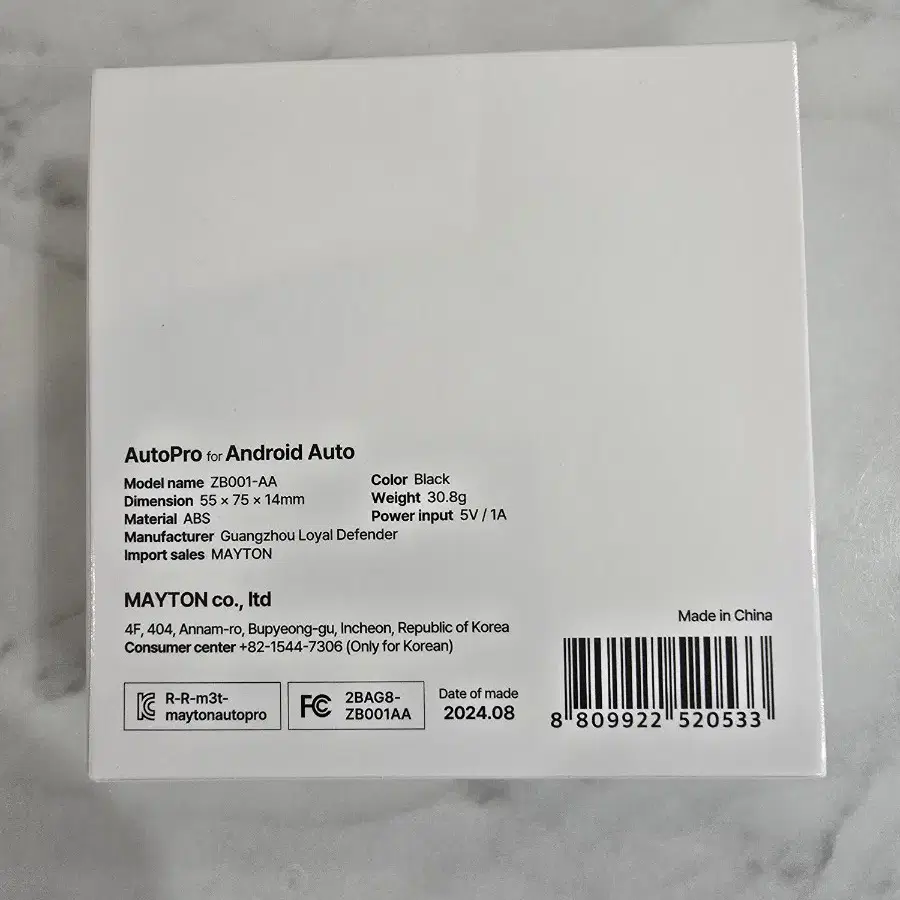 AutoPro for Android Auto
Model name ZB001-AA
Color Black
Dimension 55 × 75 × 14mm
Weight 30.8g
Material ABS
Power input 5V / 1A
Manufacturer Guangzhou Loyal Defender
Import sales MAYTON
MAYTON co., ltd
4F, 404, Annam-ro, Bupyeong-gu, Incheon, Republic of Korea
Consumer center +82-1544-7306 (Only for Korean)
R-R-m3t-
maytonautopro
FC
2BAG8-
ZB001AA
Date of made
2024.08
Made in China
8 809922 520533